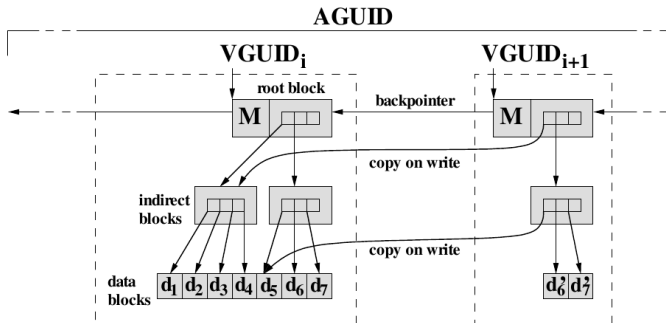 AGUID
VGUIDᵢ VGUIDᵢ₊₁
root block
M backpointer M
copy on write
indirect blocks
copy on write
data blocks
d₁ d₂ d₃ d₄ d₅ d₆ d₇ d'₆ d'₇